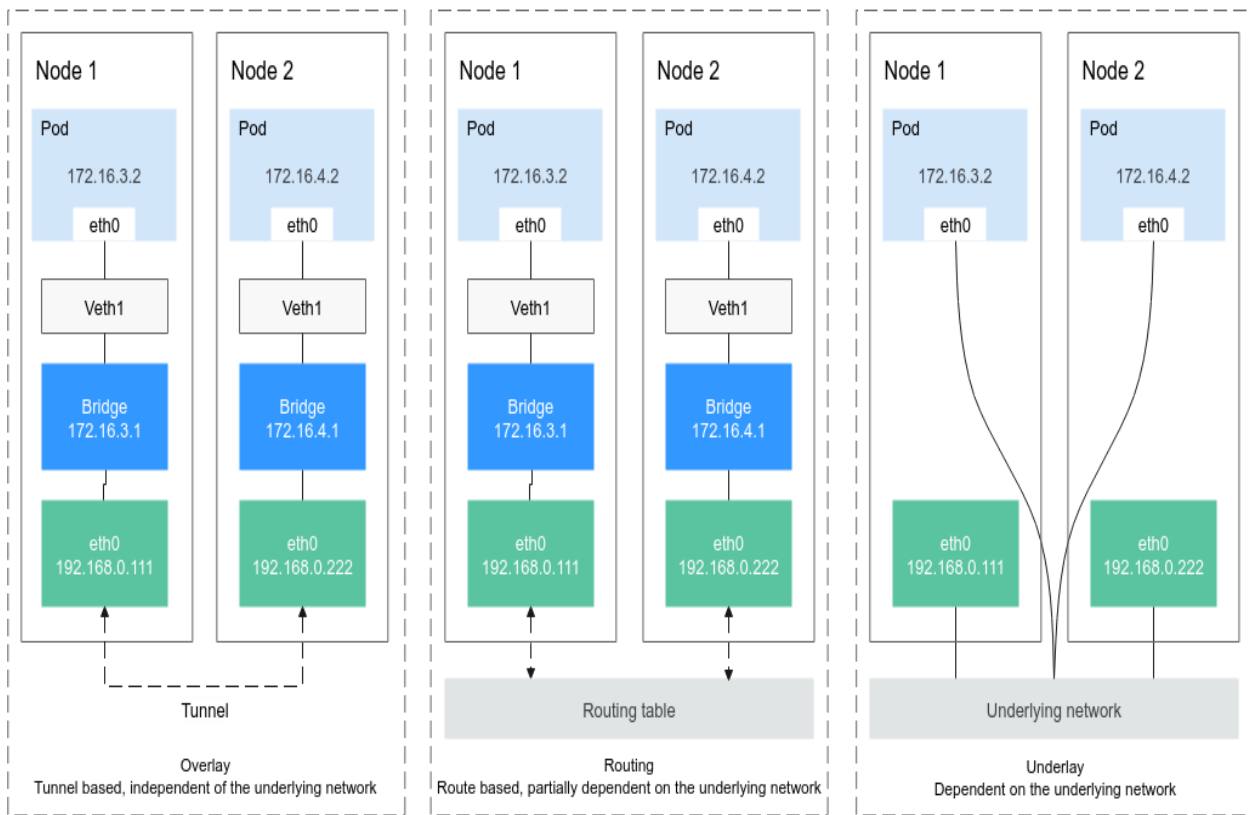 Node 1
Node 2
Pod
172.16.3.2
eth0
Pod
172.16.4.2
eth0
Veth1
Veth1
Bridge
172.16.3.1
Bridge
172.16.4.1
eth0
192.168.0.111
eth0
192.168.0.222
Tunnel
Overlay
Tunnel based, independent of the underlying network
Node 1
Node 2
Pod
172.16.3.2
eth0
Pod
172.16.4.2
eth0
Veth1
Veth1
Bridge
172.16.3.1
Bridge
172.16.4.1
eth0
192.168.0.111
eth0
192.168.0.222
Routing table
Routing
Route based, partially dependent on the underlying network
Node 1
Node 2
Pod
172.16.3.2
eth0
Pod
172.16.4.2
eth0
eth0
192.168.0.111
eth0
192.168.0.222
Underlying network
Underlay
Dependent on the underlying network